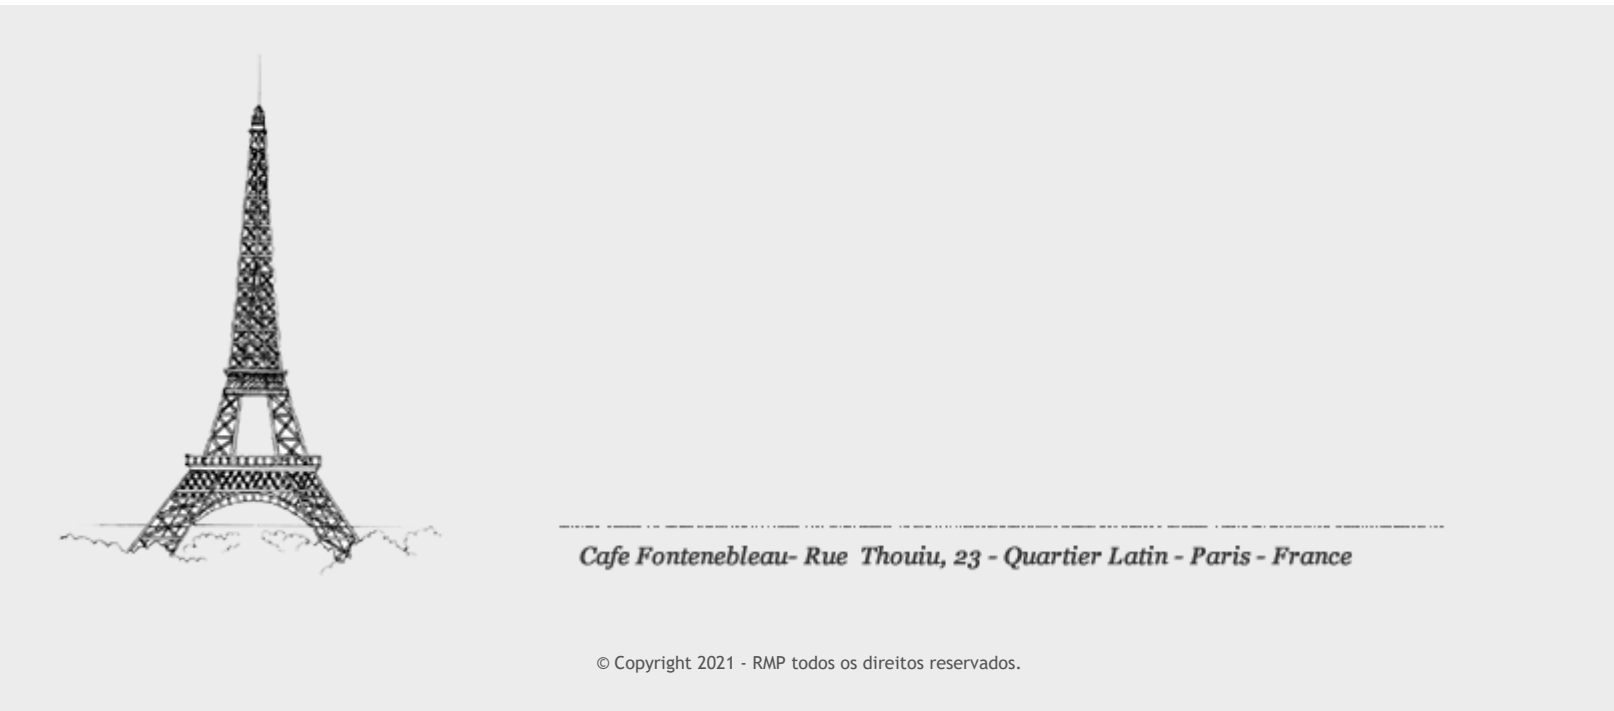 Cafe Fontenebleau- Rue Thouiu, 23 - Quartier Latin - Paris - France
© Copyright 2021 - RMP todos os direitos reservados.